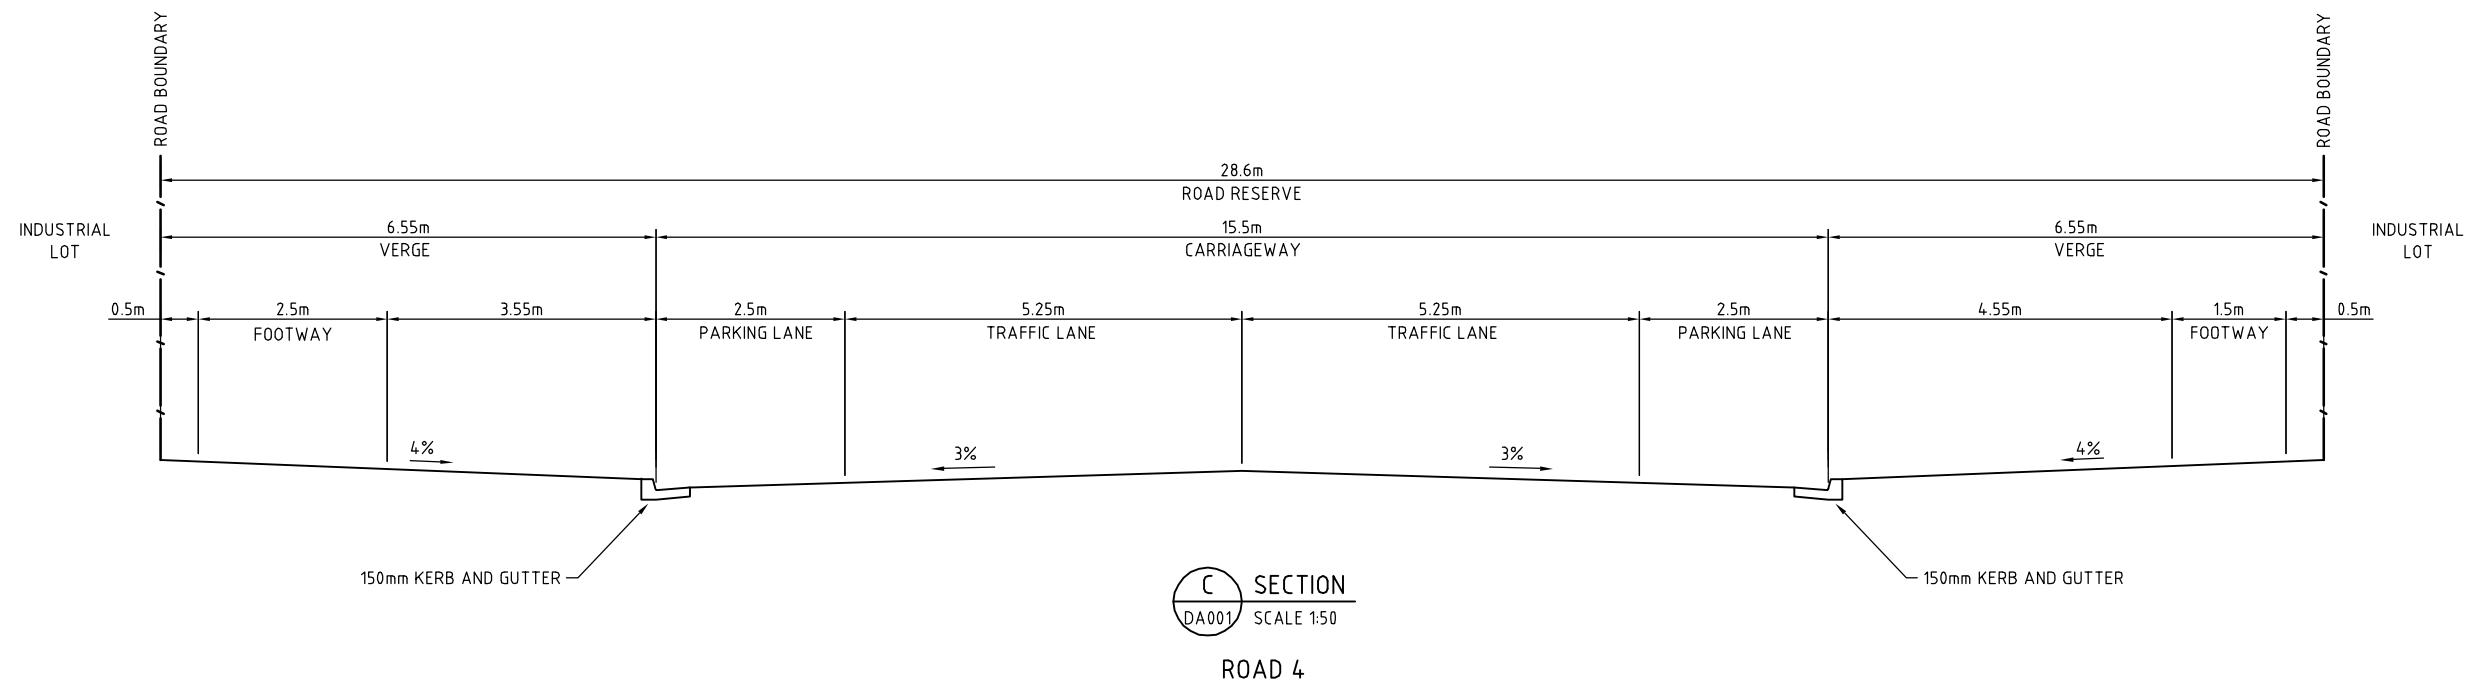 ROAD BOUNDARY
ROAD BOUNDARY
28.6m
ROAD RESERVE
INDUSTRIAL
LOT
6.55m
VERGE
15.5m
CARRIAGEWAY
6.55m
VERGE
INDUSTRIAL
LOT
0.5m
2.5m
FOOTWAY
3.55m
2.5m
PARKING LANE
5.25m
TRAFFIC LANE
5.25m
TRAFFIC LANE
2.5m
PARKING LANE
4.55m
1.5m
FOOTWAY
0.5m
4%
3%
3%
4%
150mm KERB AND GUTTER
150mm KERB AND GUTTER
C
DA001
SECTION
SCALE 1:50
ROAD 4